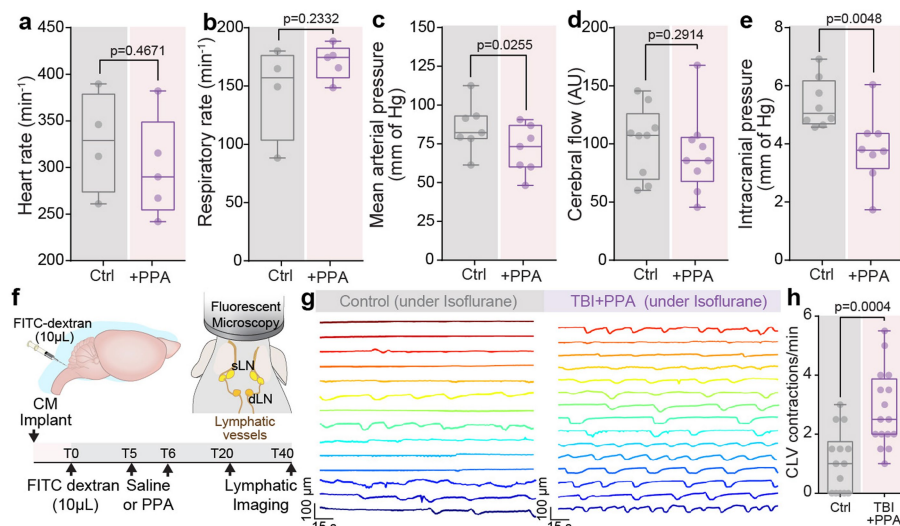 a
Heart rate (min⁻¹)
450
400
350
300
250
200
p=0.4671
Ctrl
+PPA
b
Respiratory rate (min⁻¹)
200
150
100
50
0
p=0.2332
Ctrl
+PPA
c
Mean arterial pressure
(mm of Hg)
150
125
100
75
50
25
0
p=0.0255
Ctrl
+PPA
d
Cerebral flow (AU)
200
150
100
50
0
p=0.2914
Ctrl
+PPA
e
Intracranial pressure
(mm of Hg)
8
6
4
2
0
p=0.0048
Ctrl
+PPA
f
FITC-dextran
(10µL)
CM
Implant
Fluorescent
Microscopy
sLN
dLN
Lymphatic
vessels
T0
T5
T6
T20
T40
FITC dextran
(10µL)
Saline
or PPA
Lymphatic
Imaging
g
Control (under Isoflurane)
TBI+PPA (under Isoflurane)
100 µm
15 s
100 µm
15 s
h
CLV contractions/min
6
4
2
0
p=0.0004
Ctrl
TBI
+PPA